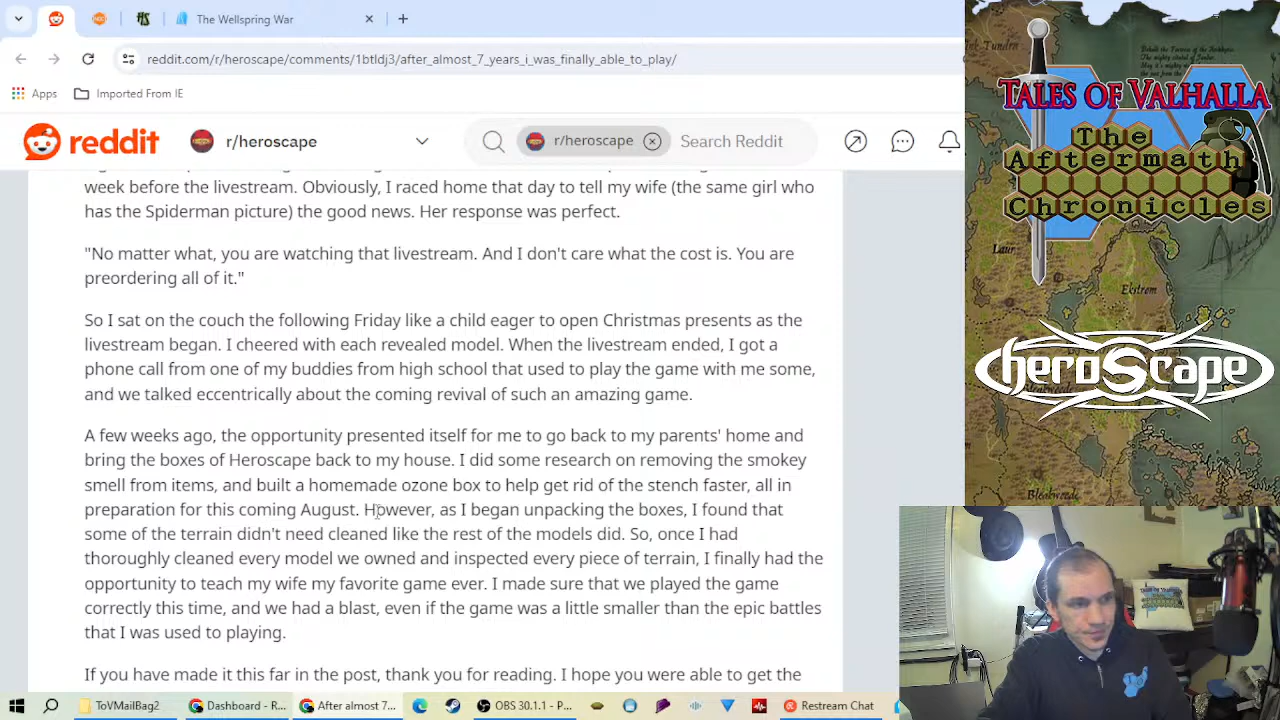 The Wellspring War
reddit.com/r/heroscape/comments/1btldj3/after_almost_7_years_i_was_finally_able_to_play/
Apps
Imported From IE
reddit
r/heroscape
r/heroscape
Search Reddit
week before the livestream. Obviously, I raced home that day to tell my wife (the same girl who
has the Spiderman picture) the good news. Her response was perfect.
"No matter what, you are watching that livestream. And I don't care what the cost is. You are
preordering all of it."
So I sat on the couch the following Friday like a child eager to open Christmas presents as the
livestream began. I cheered with each revealed model. When the livestream ended, I got a
phone call from one of my buddies from high school that used to play the game with me some,
and we talked eccentrically about the coming revival of such an amazing game.
A few weeks ago, the opportunity presented itself for me to go back to my parents' home and
bring the boxes of Heroscape back to my house. I did some research on removing the smokey
smell from items, and built a homemade ozone box to help get rid of the stench faster, all in
preparation for this coming August. However, as I began unpacking the boxes, I found that
some of the terrain didn't need cleaned like the rest of the models did. So, once I had
thoroughly cleaned every model we owned and inspected every piece of terrain, I finally had the
opportunity to teach my wife my favorite game ever. I made sure that we played the game
correctly this time, and we had a blast, even if the game was a little smaller than the epic battles
that I was used to playing.
If you have made it this far in the post, thank you for reading. I hope you were able to get the
ToVMailBag2
Dashboard - R...
After almost 7...
OBS 30.1.1 - P...
Restream Chat
TALES OF VALHALLA
The
Aftermath
Chronicles
Laur
Ekstrom
heroScape
Bleakwoode